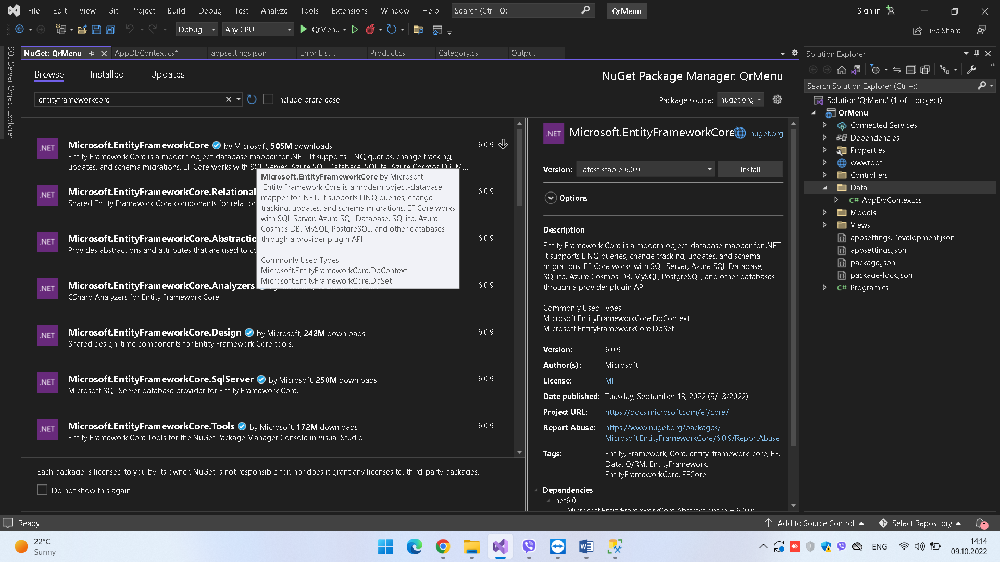 File Edit View Git Project Build Debug Test Analyze Tools Extensions Window Help Search (Ctrl+Q) QrMenu Sign in
Debug Any CPU QrMenu Live Share
SQL Server Object Explorer
NuGet: QrMenu AppDbContext.cs* appsettings.json Error List ... Product.cs Category.cs Output
Browse Installed Updates
NuGet Package Manager: QrMenu
entityframeworkcore
Include prerelease
Package source: nuget.org
.NET
Microsoft.EntityFrameworkCore by Microsoft, 505M downloads 6.0.9
Entity Framework Core is a modern object-database mapper for .NET. It supports LINQ queries, change tracking,
updates, and schema migrations. EF Core works with SQL Server, Azure SQL Database, SQLite, Azure Cosmos DB, M...
.NET
Microsoft.EntityFrameworkCore.Relational 6.0.9
Shared Entity Framework Core components for relation
.NET
Microsoft.EntityFrameworkCore.Abstractio 6.0.9
Provides abstractions and attributes that are used to co
.NET
Microsoft.EntityFrameworkCore.Analyzers 6.0.9
CSharp Analyzers for Entity Framework Core.
.NET
Microsoft.EntityFrameworkCore.Design by Microsoft, 242M downloads 6.0.9
Shared design-time components for Entity Framework Core tools.
.NET
Microsoft.EntityFrameworkCore.SqlServer by Microsoft, 250M downloads 6.0.9
Microsoft SQL Server database provider for Entity Framework Core.
.NET
Microsoft.EntityFrameworkCore.Tools by Microsoft, 172M downloads 6.0.9
Entity Framework Core Tools for the NuGet Package Manager Console in Visual Studio.
Microsoft.EntityFrameworkCore by Microsoft
Entity Framework Core is a modern object-database
mapper for .NET. It supports LINQ queries, change
tracking, updates, and schema migrations. EF Core works
with SQL Server, Azure SQL Database, SQLite, Azure
Cosmos DB, MySQL, PostgreSQL, and other databases
through a provider plugin API.
Commonly Used Types:
Microsoft.EntityFrameworkCore.DbContext
Microsoft.EntityFrameworkCore.DbSet
Each package is licensed to you by its owner. NuGet is not responsible for, nor does it grant any licenses to, third-party packages.
Do not show this again
.NET
Microsoft.EntityFrameworkCore nuget.org
Version: Latest stable 6.0.9 Install
Options
Description
Entity Framework Core is a modern object-database mapper for .NET.
It supports LINQ queries, change tracking, updates, and schema
migrations. EF Core works with SQL Server, Azure SQL Database,
SQLite, Azure Cosmos DB, MySQL, PostgreSQL, and other databases
through a provider plugin API.
Commonly Used Types:
Microsoft.EntityFrameworkCore.DbContext
Microsoft.EntityFrameworkCore.DbSet
Version: 6.0.9
Author(s): Microsoft
License: MIT
Date published: Tuesday, September 13, 2022 (9/13/2022)
Project URL: https://docs.microsoft.com/ef/core/
Report Abuse: https://www.nuget.org/packages/
Microsoft.EntityFrameworkCore/6.0.9/ReportAbuse
Tags: Entity, Framework, Core, entity-framework-core, EF,
Data, O/RM, EntityFramework,
EntityFrameworkCore, EFCore
Dependencies
net6.0
Microsoft.EntityFrameworkCore.Abstractions (>= 6.0.9)
Solution Explorer
Search Solution Explorer (Ctrl+;)
Solution 'QrMenu' (1 of 1 project)
QrMenu
Connected Services
Dependencies
Properties
wwwroot
Controllers
Data
C# AppDbContext.cs
Models
Views
appsettings.Development.json
appsettings.json
package.json
package-lock.json
C# Program.cs
Ready Add to Source Control Select Repository 2
22°C
Sunny
ENG
14:14
09.10.2022